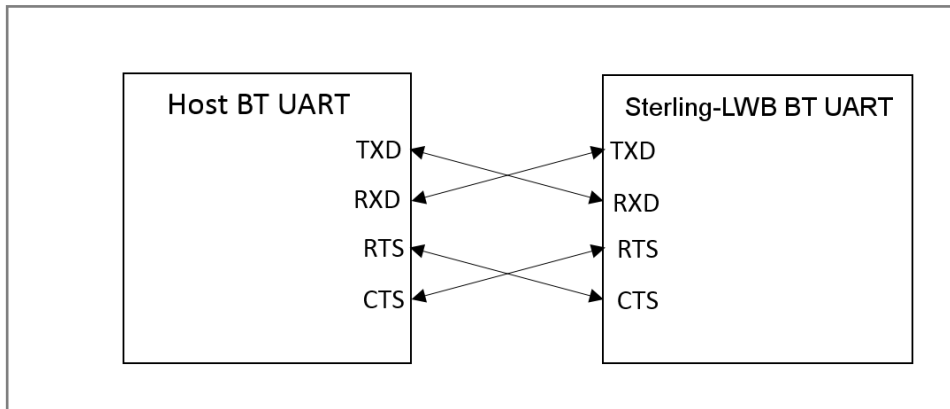 Host BT UART
TXD
RXD
RTS
CTS
Sterling-LWB BT UART
TXD
RXD
RTS
CTS